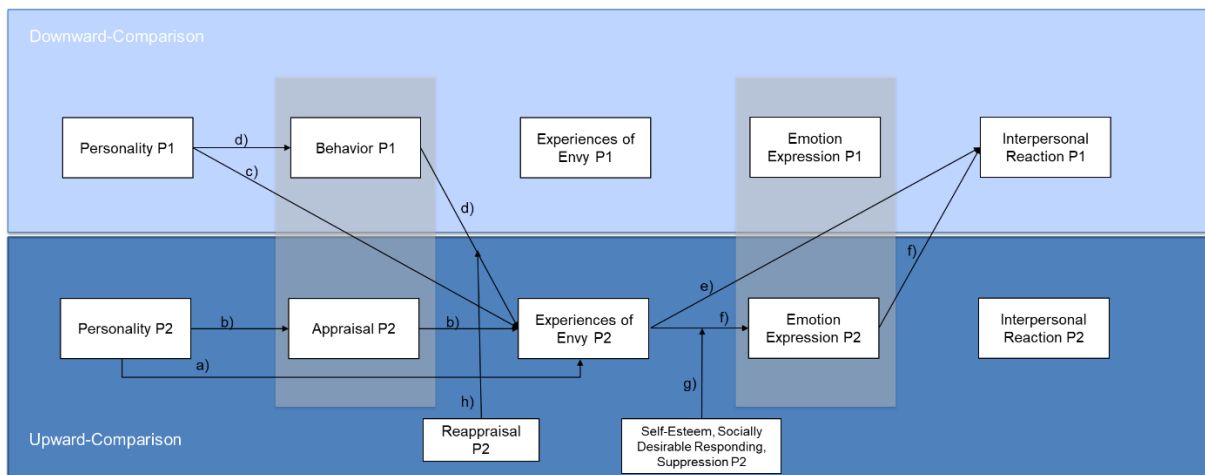 Downward-Comparison
Personality P1
d)
Behavior P1
Experiences of
Envy P1
Emotion
Expression P1
Interpersonal
Reaction P1
c)
d)
e)
f)
Personality P2
b)
Appraisal P2
b)
Experiences of
Envy P2
f)
Emotion
Expression P2
Interpersonal
Reaction P2
a)
h)
g)
Reappraisal
P2
Self-Esteem, Socially
Desirable Responding,
Suppression P2
Upward-Comparison